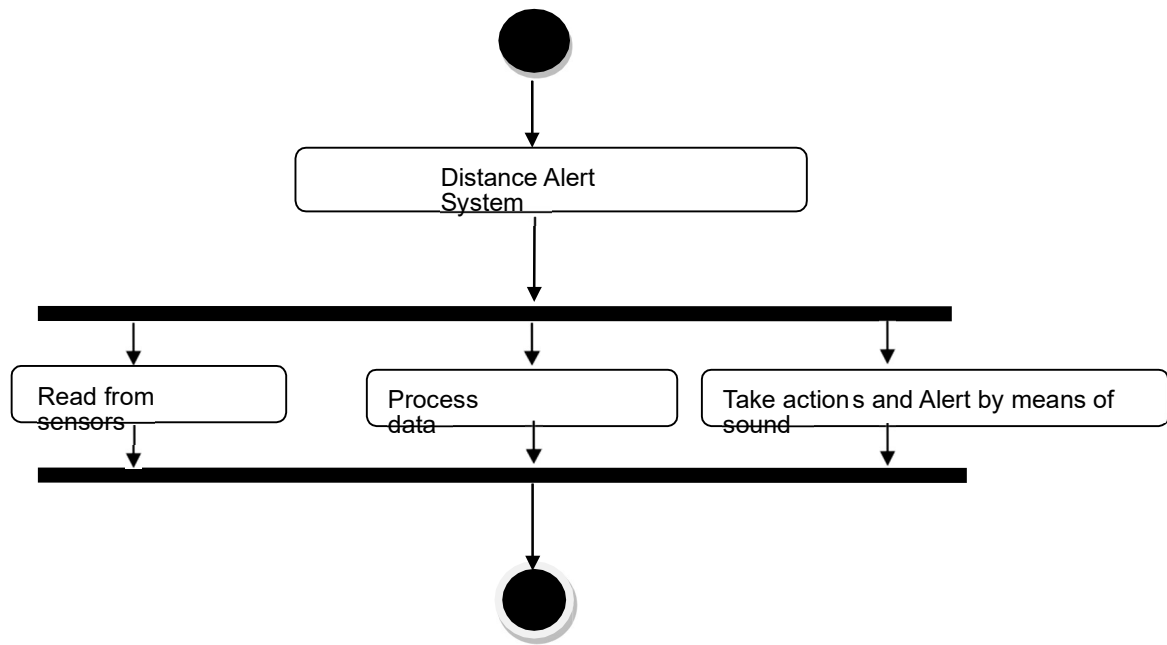 Distance Alert
System
Read from
sensors
Process
data
Take actions and Alert by means of
sound